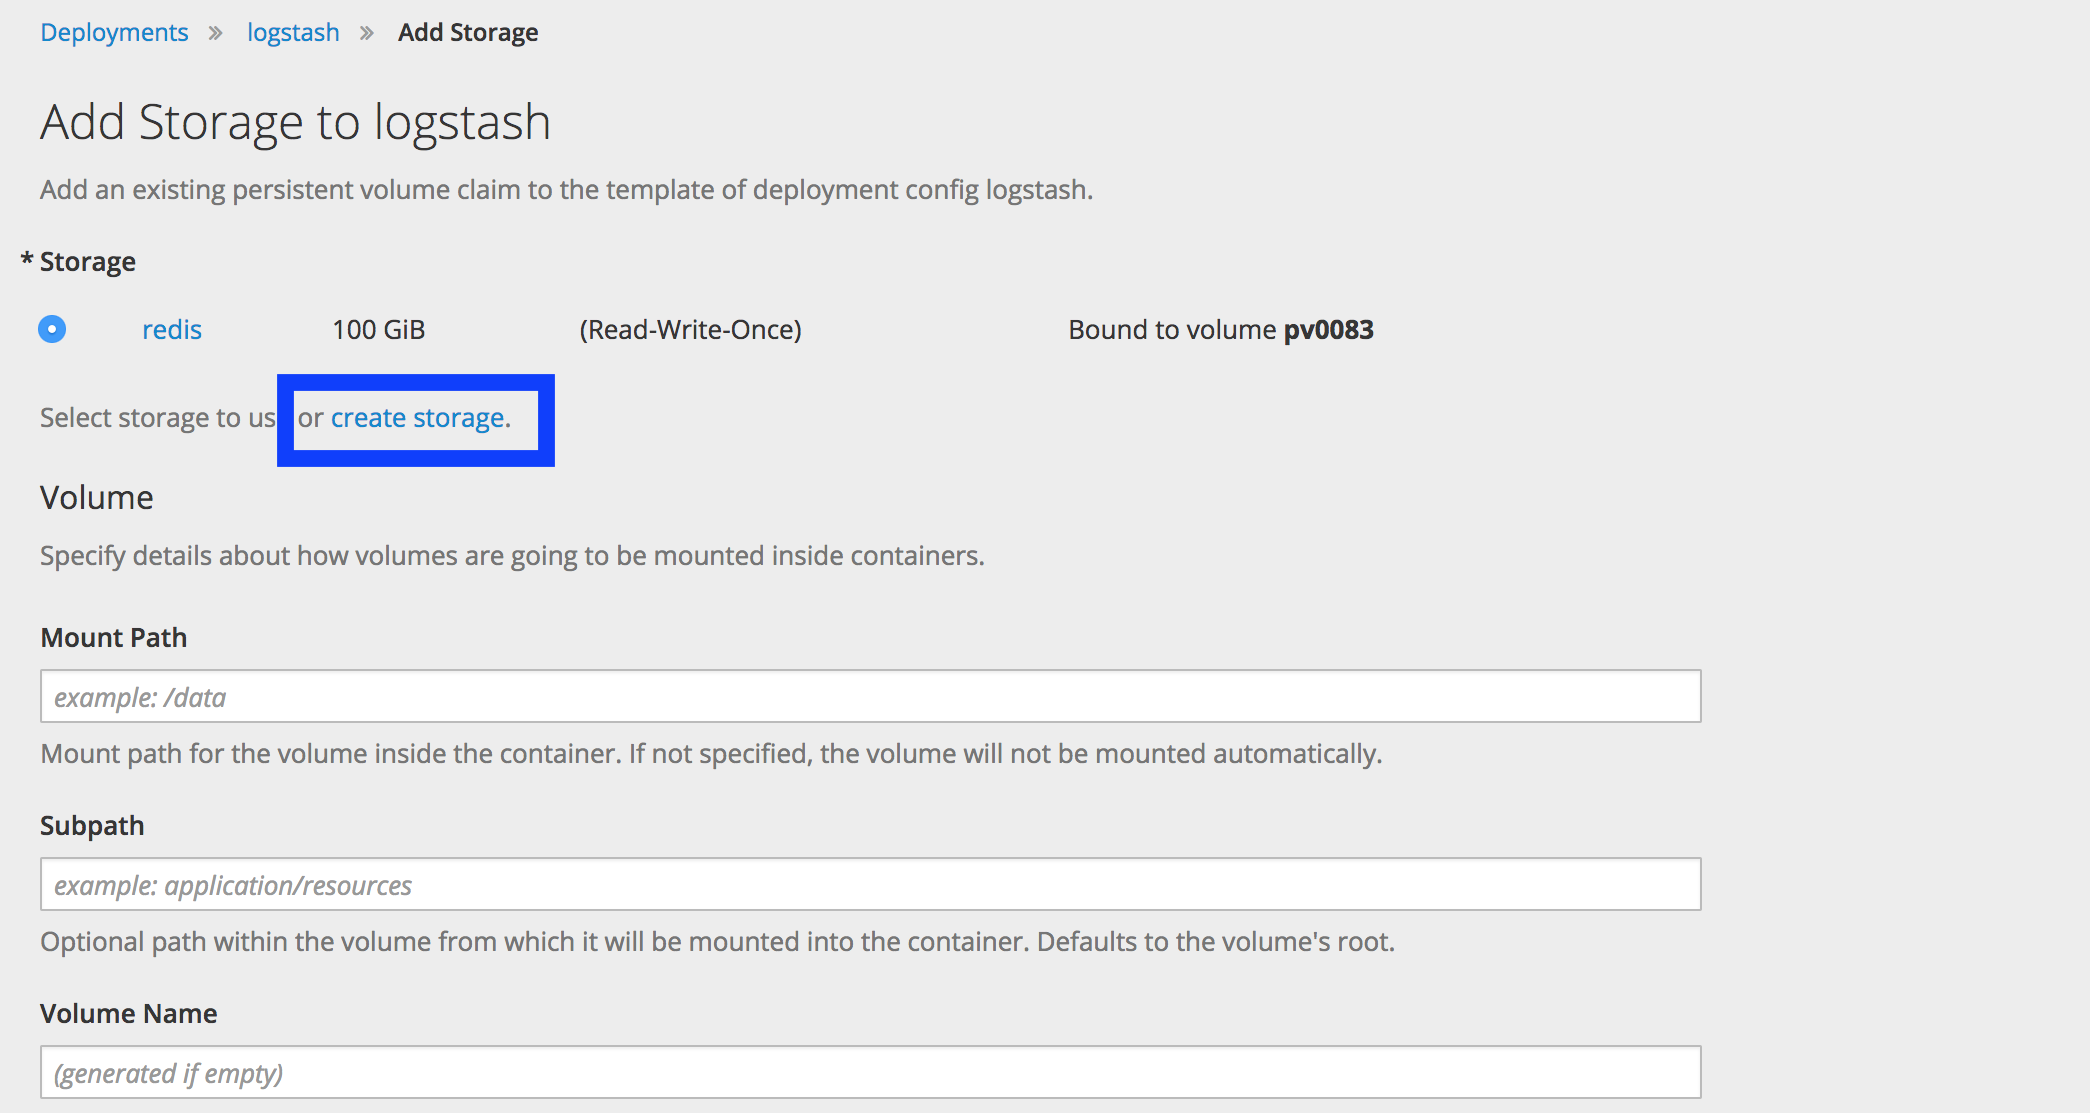 Deployments » logstash » Add Storage
Add Storage to logstash
Add an existing persistent volume claim to the template of deployment config logstash.
* Storage
redis 100 GiB (Read-Write-Once) Bound to volume pv0083
Select storage to us or create storage.
Volume
Specify details about how volumes are going to be mounted inside containers.
Mount Path
example: /data
Mount path for the volume inside the container. If not specified, the volume will not be mounted automatically.
Subpath
example: application/resources
Optional path within the volume from which it will be mounted into the container. Defaults to the volume's root.
Volume Name
(generated if empty)